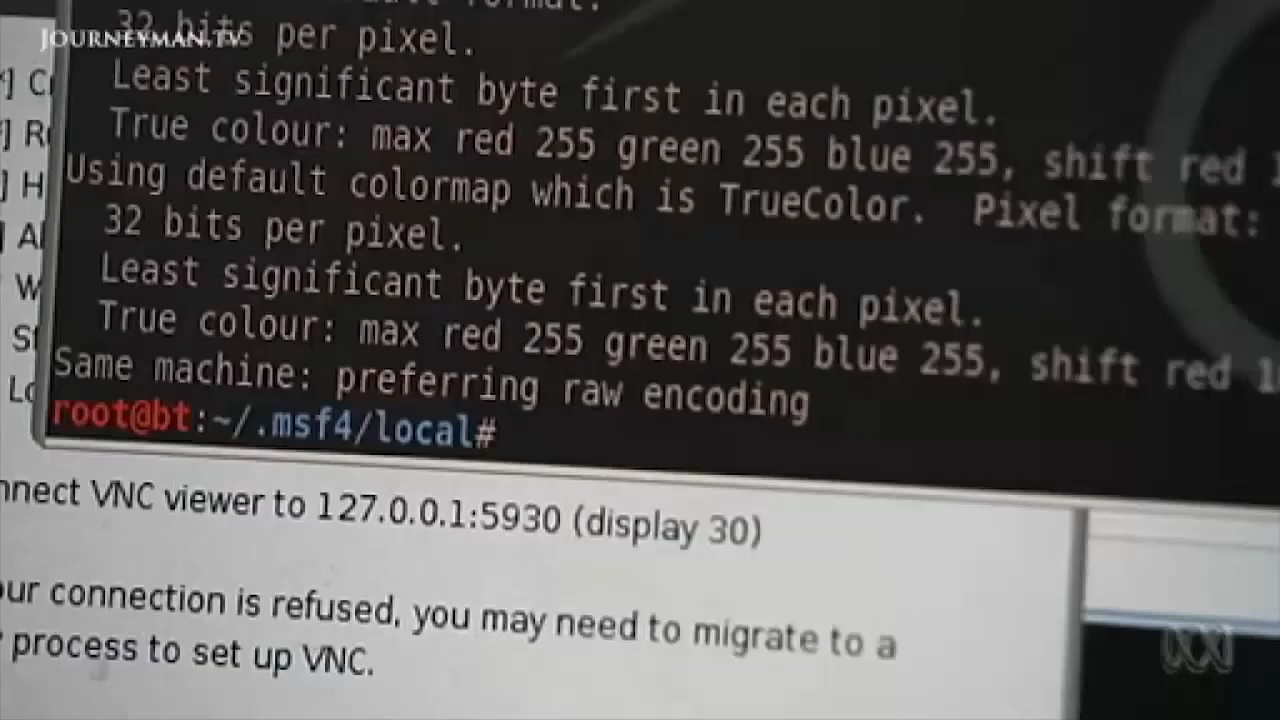 JOURNEYMAN.TV
32 bits per pixel.
Least significant byte first in each pixel.
True colour: max red 255 green 255 blue 255, shift red
Using default colormap which is TrueColor. Pixel format:
32 bits per pixel.
Least significant byte first in each pixel.
True colour: max red 255 green 255 blue 255, shift red 1
Same machine: preferring raw encoding
root@bt:~/.msf4/local#
nnect VNC viewer to 127.0.0.1:5930 (display 30)
our connection is refused, you may need to migrate to a
process to set up VNC.